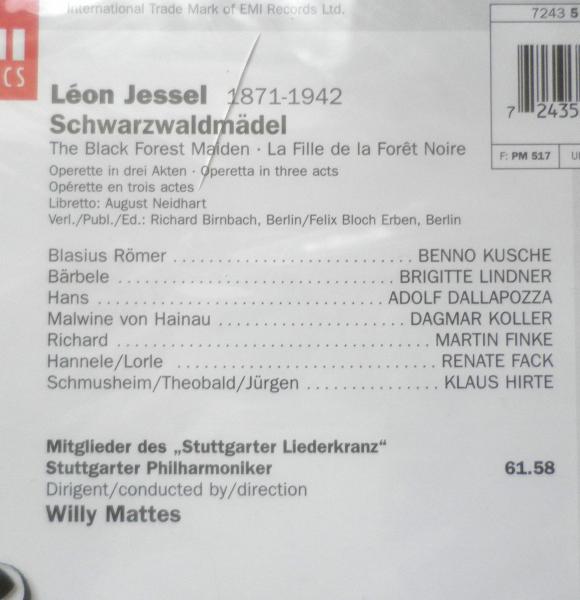 International Trade Mark of EMI Records Ltd.
7243 5
CS
Léon Jessel 1871-1942
Schwarzwaldmädel
The Black Forest Maiden · La Fille de la Forêt Noire
7 "72435
F: PM 517
Operette in drei Akten · Operetta in three acts
Opérette en trois actes
Libretto: August Neidhart
Verl./Publ./Ed.: Richard Birnbach, Berlin/Felix Bloch Erben, Berlin
Blasius Römer ........................ BENNO KUSCHE
Bärbele ............................ BRIGITTE LINDNER
Hans .............................. ADOLF DALLAPOZZA
Malwine von Hainau .................. DAGMAR KOLLER
Richard ................................ MARTIN FINKE
Hannele/Lorle ........................... RENATE FACK
Schmusheim/Theobald/Jürgen ............. KLAUS HIRTE
Mitglieder des „Stuttgarter Liederkranz“
Stuttgarter Philharmoniker 61.58
Dirigent/conducted by/direction
Willy Mattes